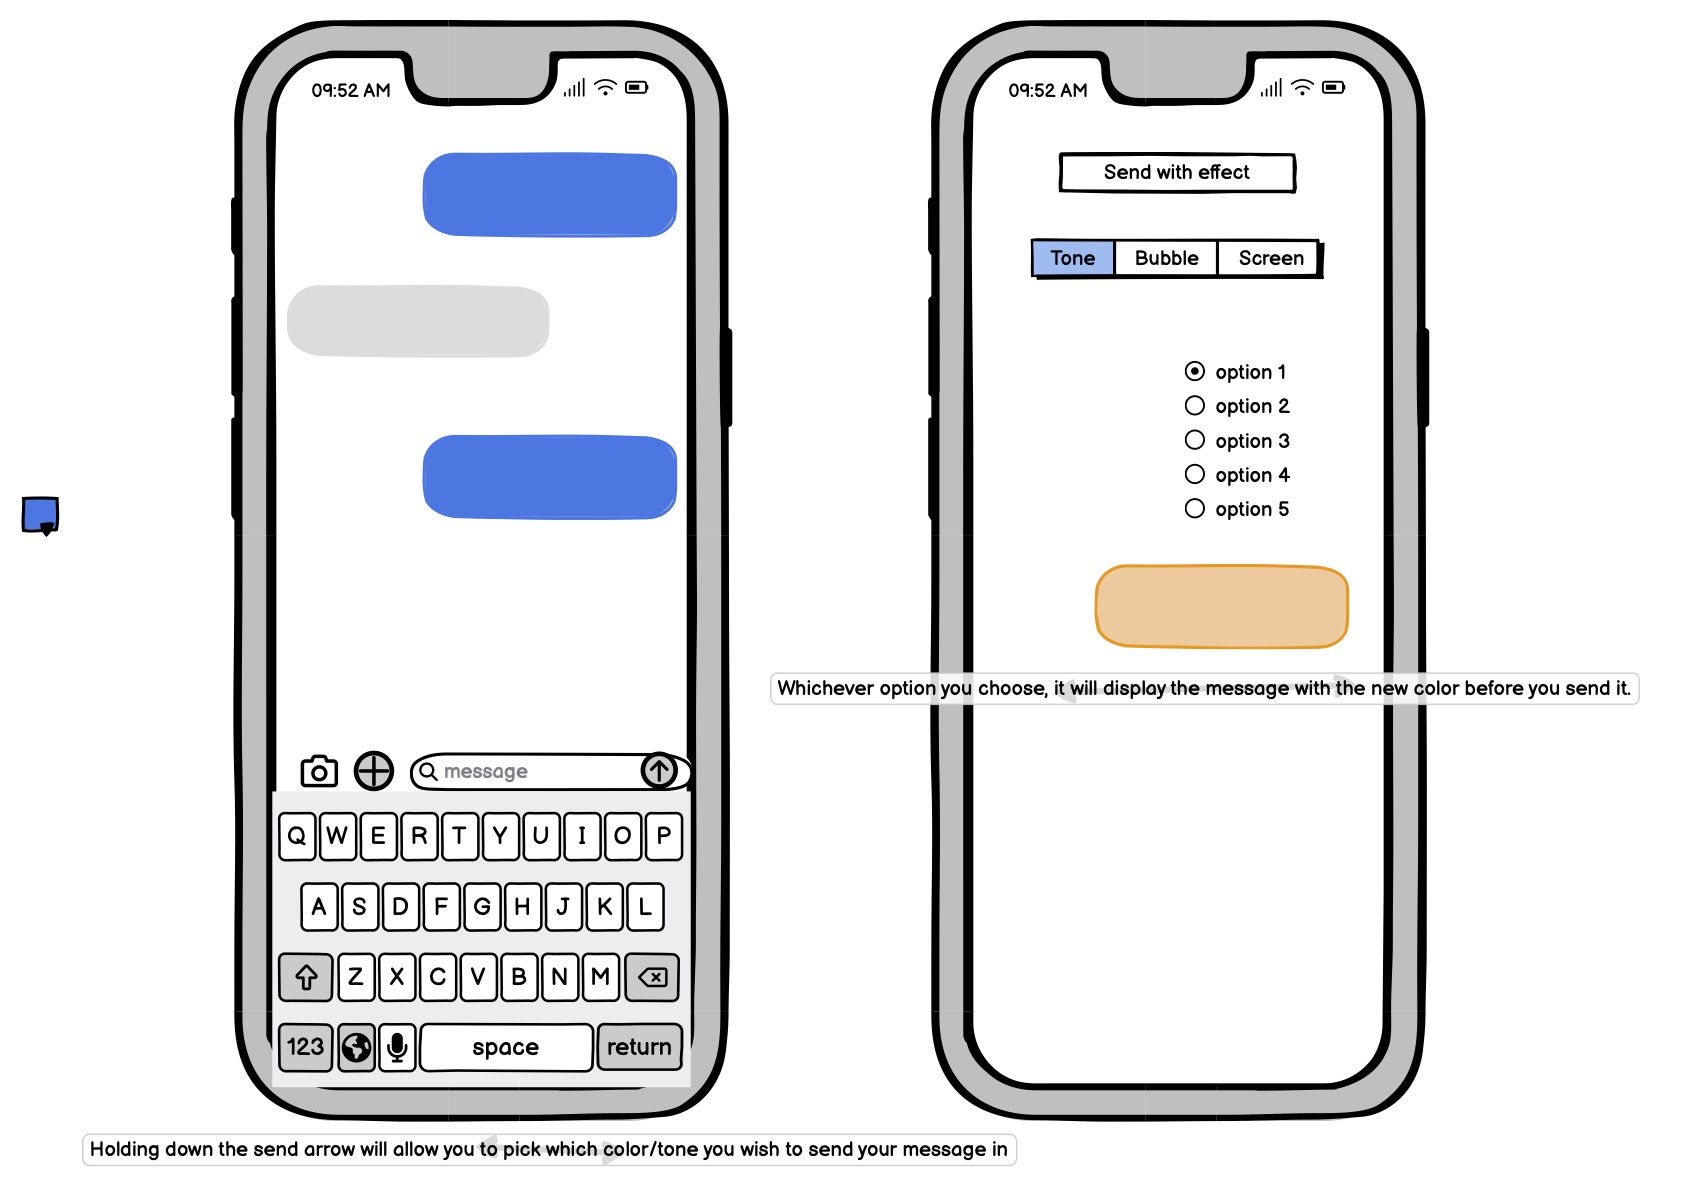 09:52 AM
message
Q W E R T Y U I O P
A S D F G H J K L
Z X C V B N M
123 space return
Holding down the send arrow will allow you to pick which color/tone you wish to send your message in
09:52 AM
Send with effect
Tone Bubble Screen
option 1
option 2
option 3
option 4
option 5
Whichever option you choose, it will display the message with the new color before you send it.